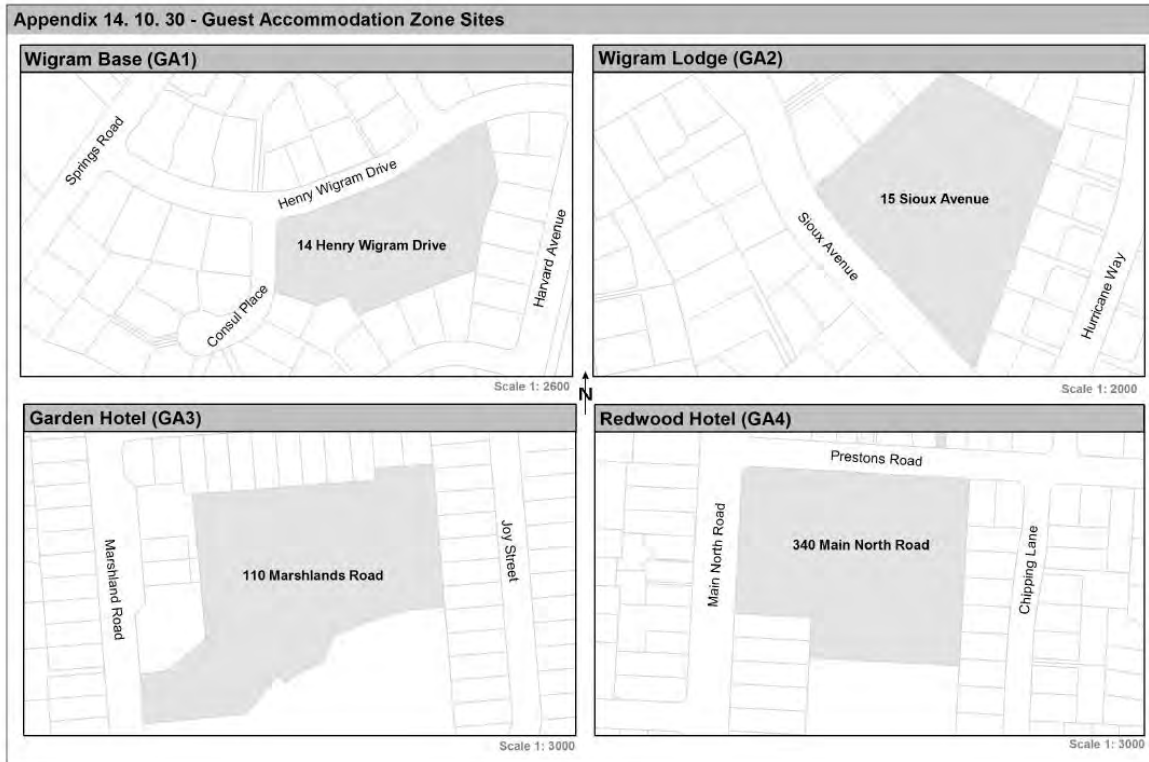 Appendix 14. 10. 30 - Guest Accommodation Zone Sites
Wigram Base (GA1)
Springs Road
Henry Wigram Drive
14 Henry Wigram Drive
Consul Place
Harvard Avenue
Scale 1: 2600
Wigram Lodge (GA2)
15 Sioux Avenue
Sioux Avenue
Hurricane Way
Scale 1: 2000
N
Garden Hotel (GA3)
Marshland Road
110 Marshlands Road
Joy Street
Scale 1: 3000
Redwood Hotel (GA4)
Prestons Road
Main North Road
340 Main North Road
Chipping Lane
Scale 1: 3000